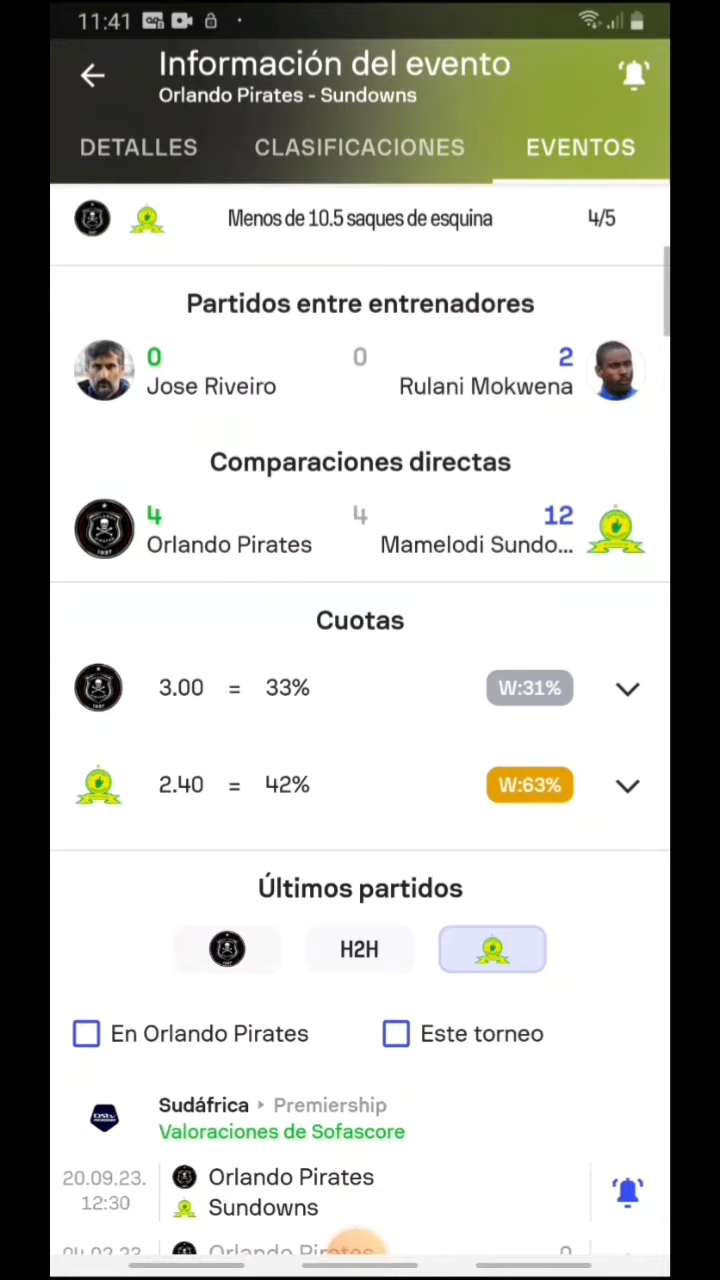 11:41
Información del evento
Orlando Pirates - Sundowns
DETALLES CLASIFICACIONES EVENTOS
Menos de 10.5 saques de esquina 4/5
Partidos entre entrenadores
0 0 2
Jose Riveiro Rulani Mokwena
Comparaciones directas
4 4 12
Orlando Pirates Mamelodi Sundo...
Cuotas
3.00 = 33% W:31%
2.40 = 42% W:63%
Últimos partidos
H2H
En Orlando Pirates Este torneo
Sudáfrica Premiership
Valoraciones de Sofascore
20.09.23. Orlando Pirates
12:30 Sundowns
04.02.23. Orlando Pirates 0